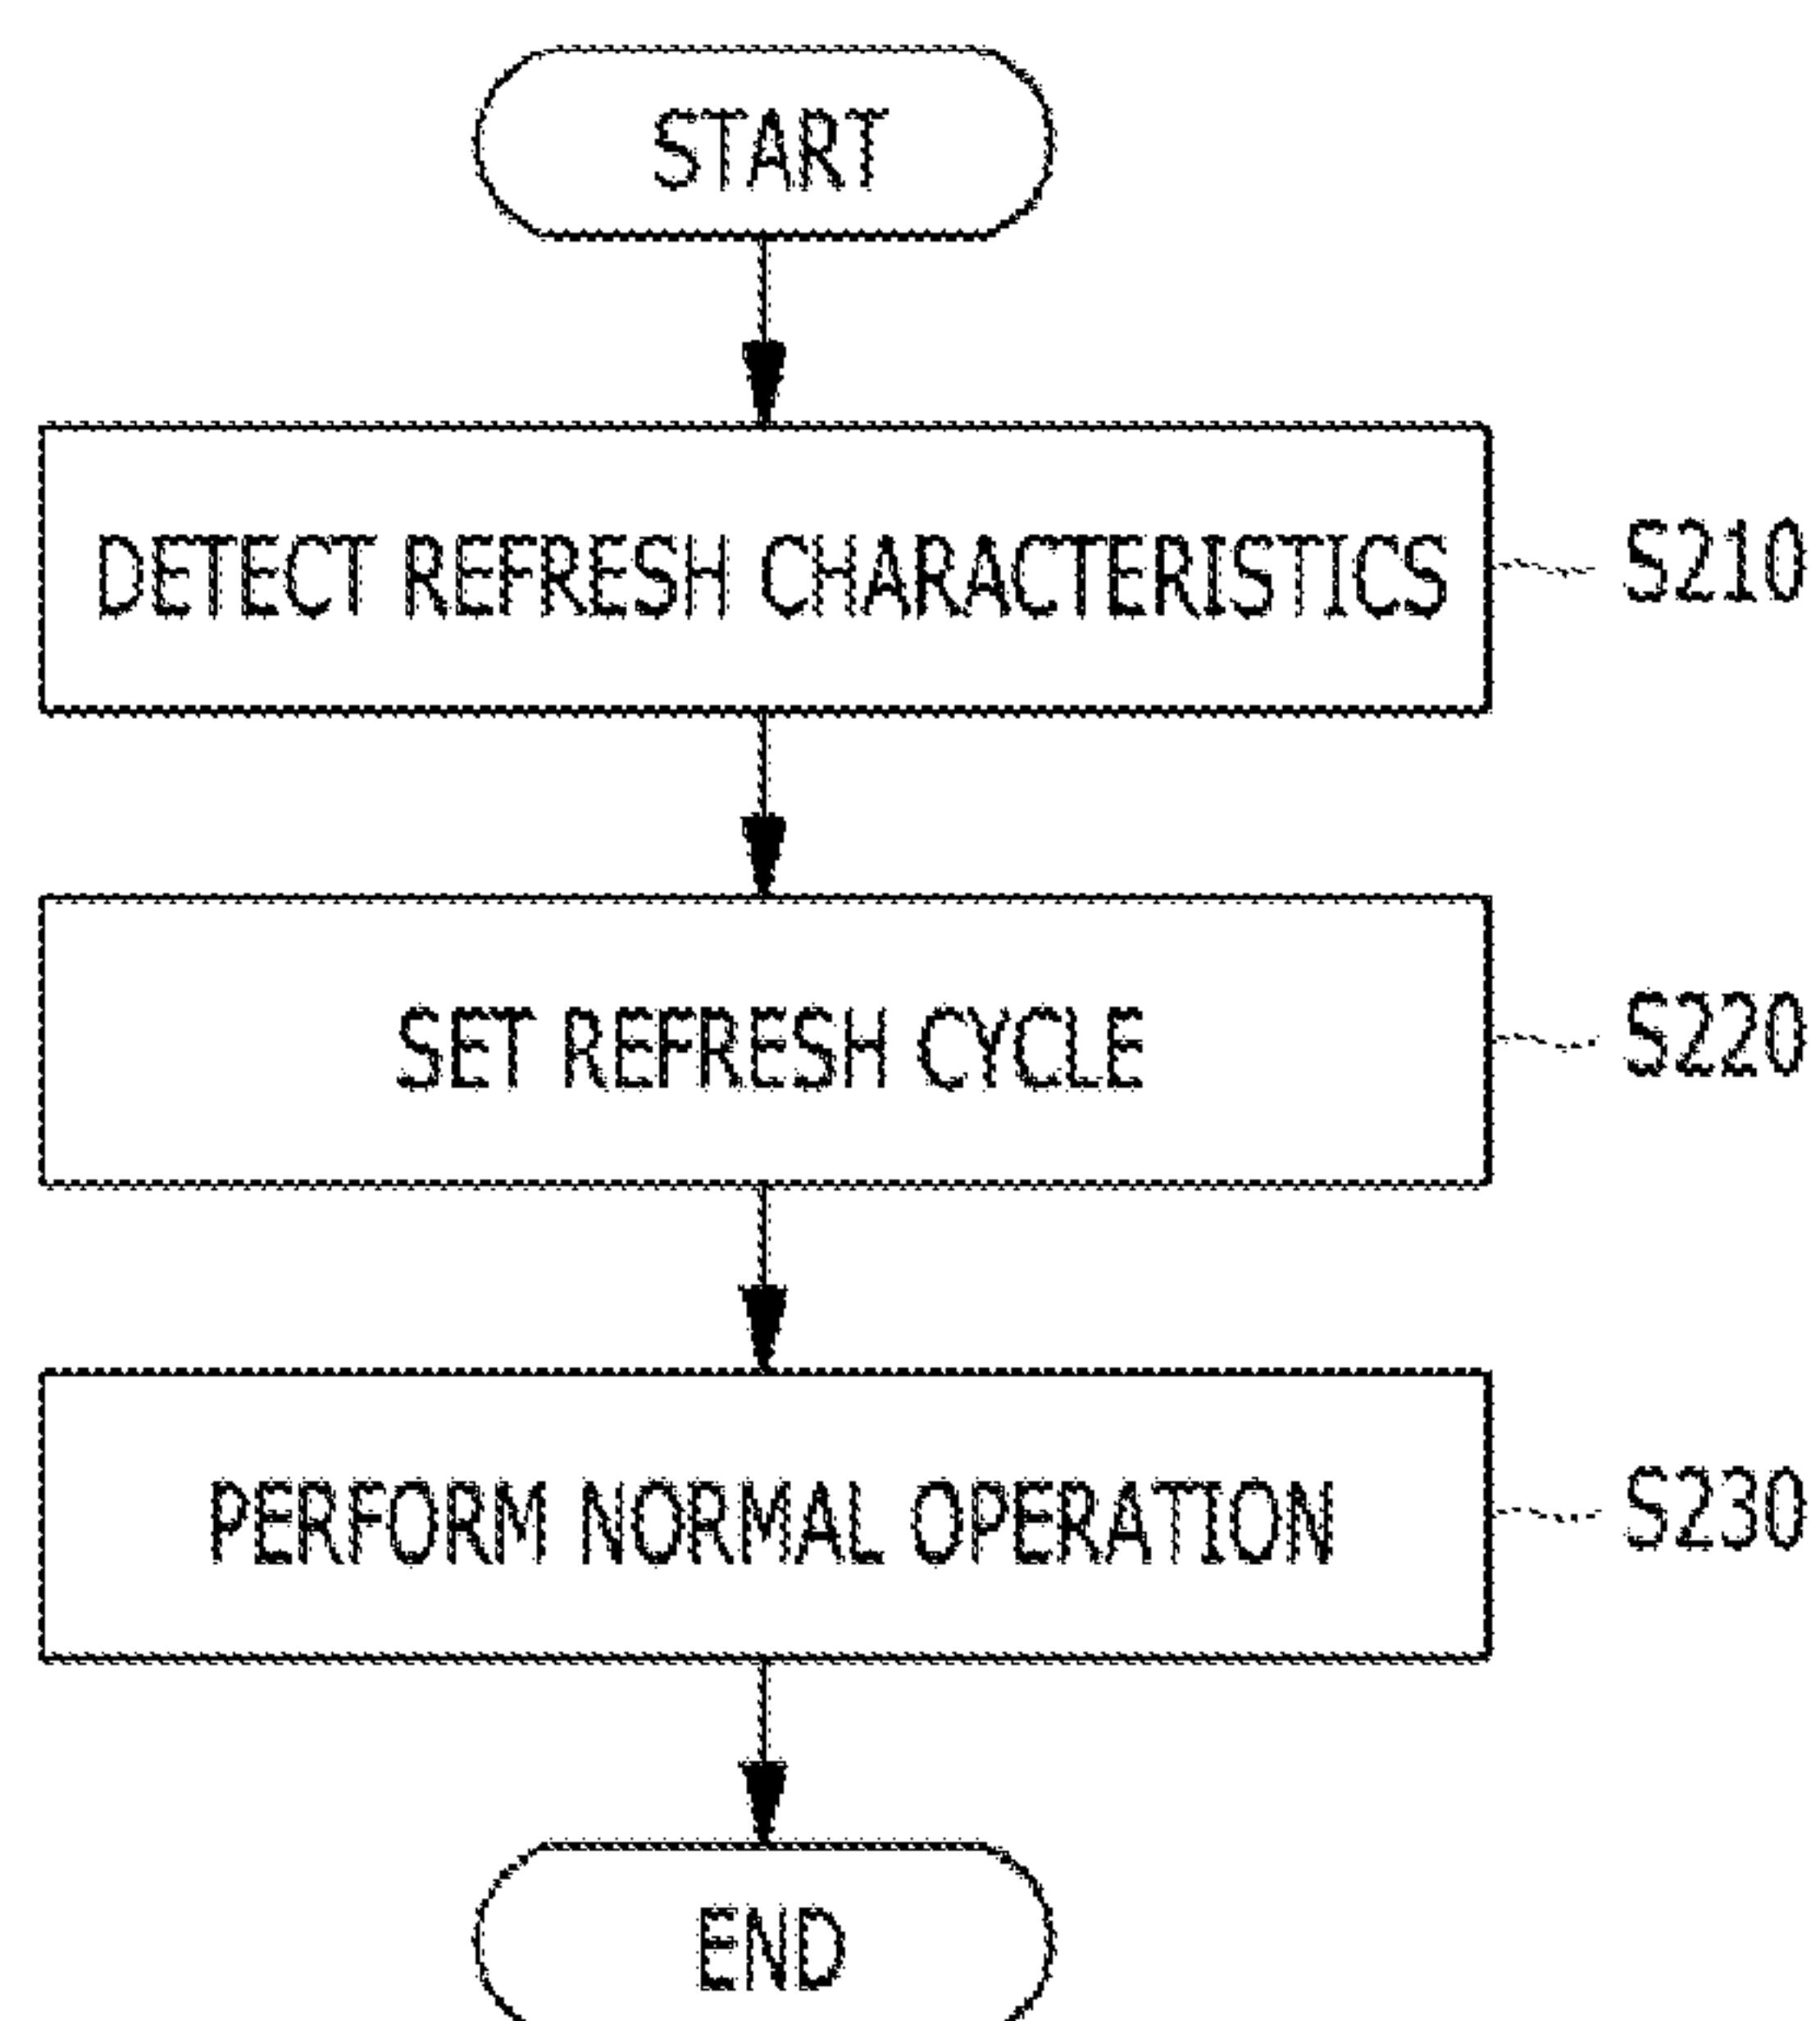 START
DETECT REFRESH CHARACTERISTICS
S210
SET REFRESH CYCLE
S220
PERFORM NORMAL OPERATION
S230
END